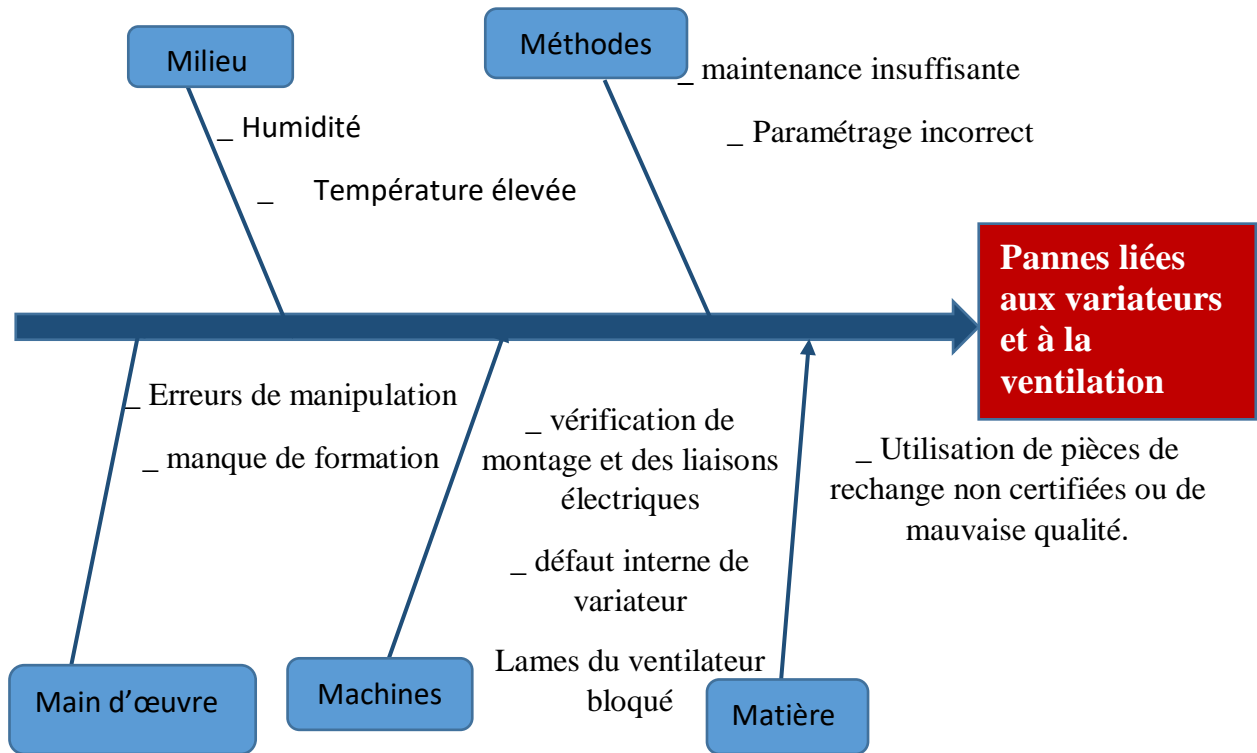 Milieu
Méthodes
_ maintenance insuffisante
_ Humidité
_ Paramétrage incorrect
_ Température élevée
Pannes liées
aux variateurs
et à la
ventilation
_ Erreurs de manipulation
_ manque de formation
_ vérification de
montage et des liaisons
électriques
_ défaut interne de
variateur
Lames du ventilateur
bloqué
_ Utilisation de pièces de
rechange non certifiées ou de
mauvaise qualité.
Main d’œuvre
Machines
Matière